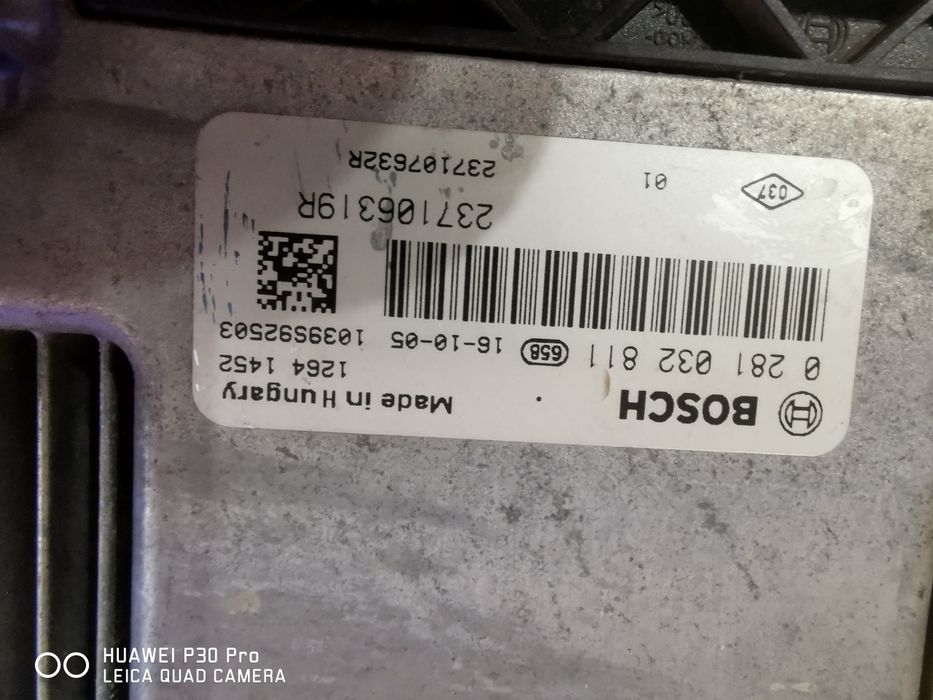 BOSCH
Made in Hungary
0 281 032 811
65B
16-10-05
1264 1452
1039S92503
237106319R
237107632R
01
037
HUAWEI P30 Pro
LEICA QUAD CAMERA